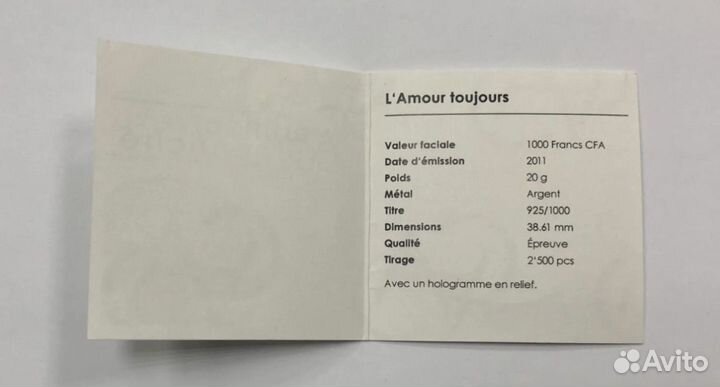 L'Amour toujours
Valeur faciale 1000 Francs CFA
Date d'émission 2011
Poids 20 g
Métal Argent
Titre 925/1000
Dimensions 38.61 mm
Qualité Épreuve
Tirage 2'500 pcs
Avec un hologramme en relief.
Avito